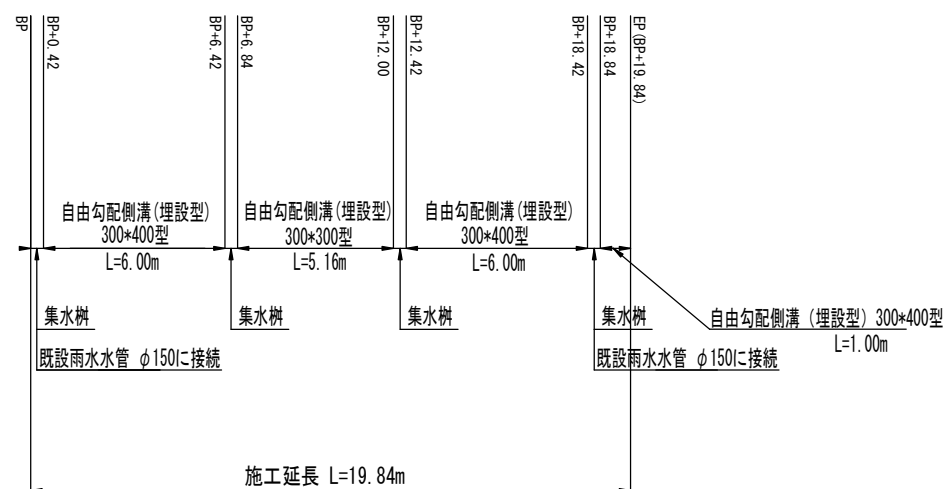 BP
BP+0.42
BP+6.42
BP+6.84
BP+12.00
BP+12.42
BP+18.42
BP+18.84
EP(BP+19.84)
自由勾配側溝(埋設型)
300*400型
L=6.00m
自由勾配側溝(埋設型)
300*300型
L=5.16m
自由勾配側溝(埋設型)
300*400型
L=6.00m
集水桝
集水桝
集水桝
集水桝
自由勾配側溝(埋設型) 300*400型
L=1.00m
既設雨水水管 φ150に接続
既設雨水水管 φ150に接続
施工延長 L=19.84m